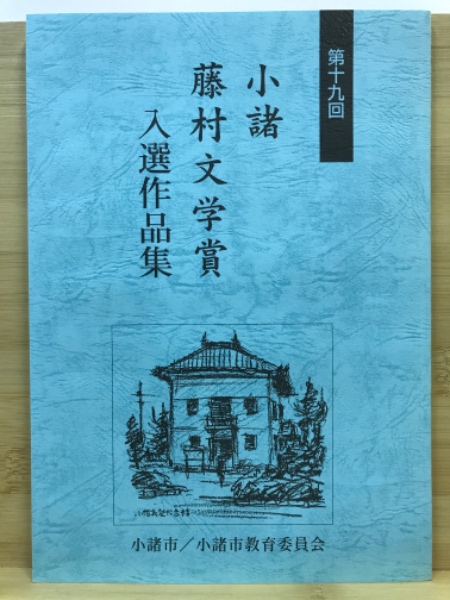 第十九回
小諸
藤村文学賞
入選作品集
小諸市／小諸市教育委員会